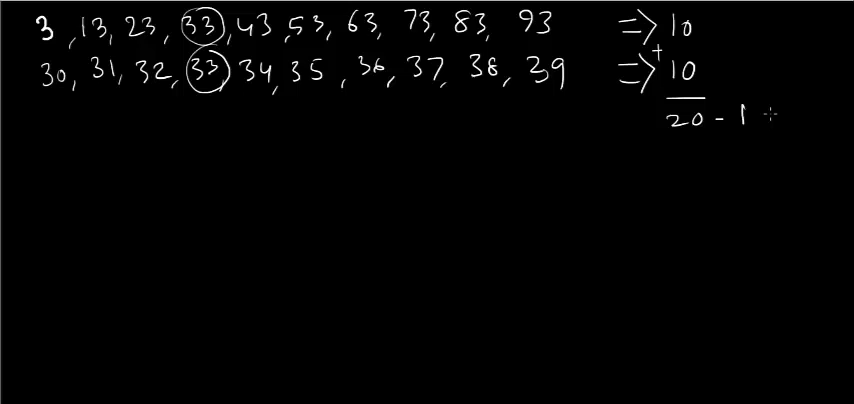 3, 13, 23, 33, 43, 53, 63, 73, 83, 93 => 10
30, 31, 32, 33, 34, 35, 36, 37, 38, 39 => + 10
20 - 1